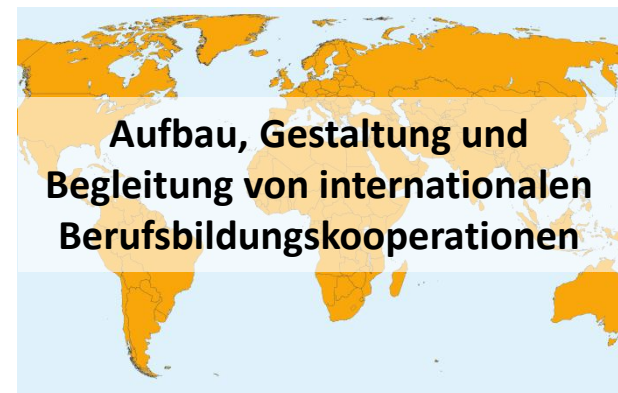 Aufbau, Gestaltung und
Begleitung von internationalen
Berufsbildungskooperationen